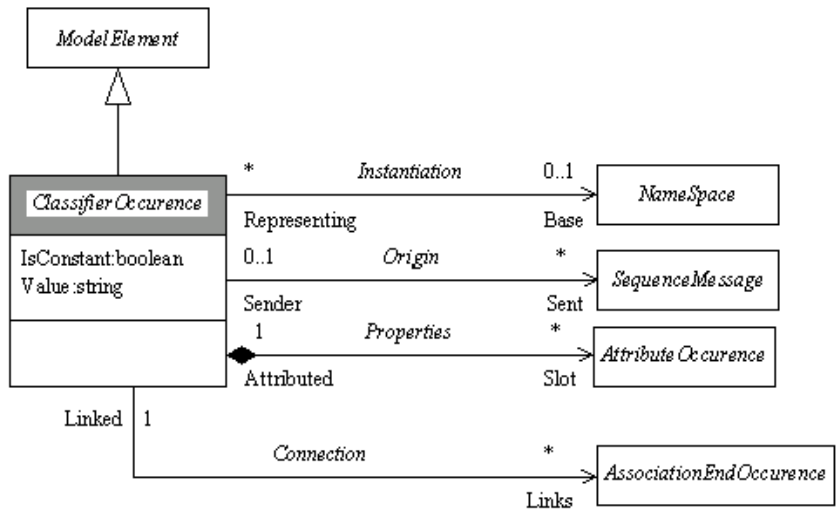 ModelElement
* Instantiation 0..1
ClassifierOccurence
NameSpace
Representing Base
IsConstant:boolean
Value:string
0..1 Origin *
SequenceMessage
Sender Sent
1 Properties *
AttributeOccurence
Attributed Slot
Linked 1
Connection *
AssociationEndOccurence
Links